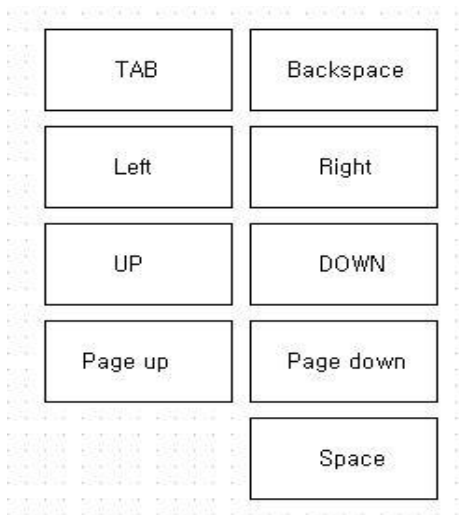 TAB Backspace
Left Right
UP DOWN
Page up Page down
Space